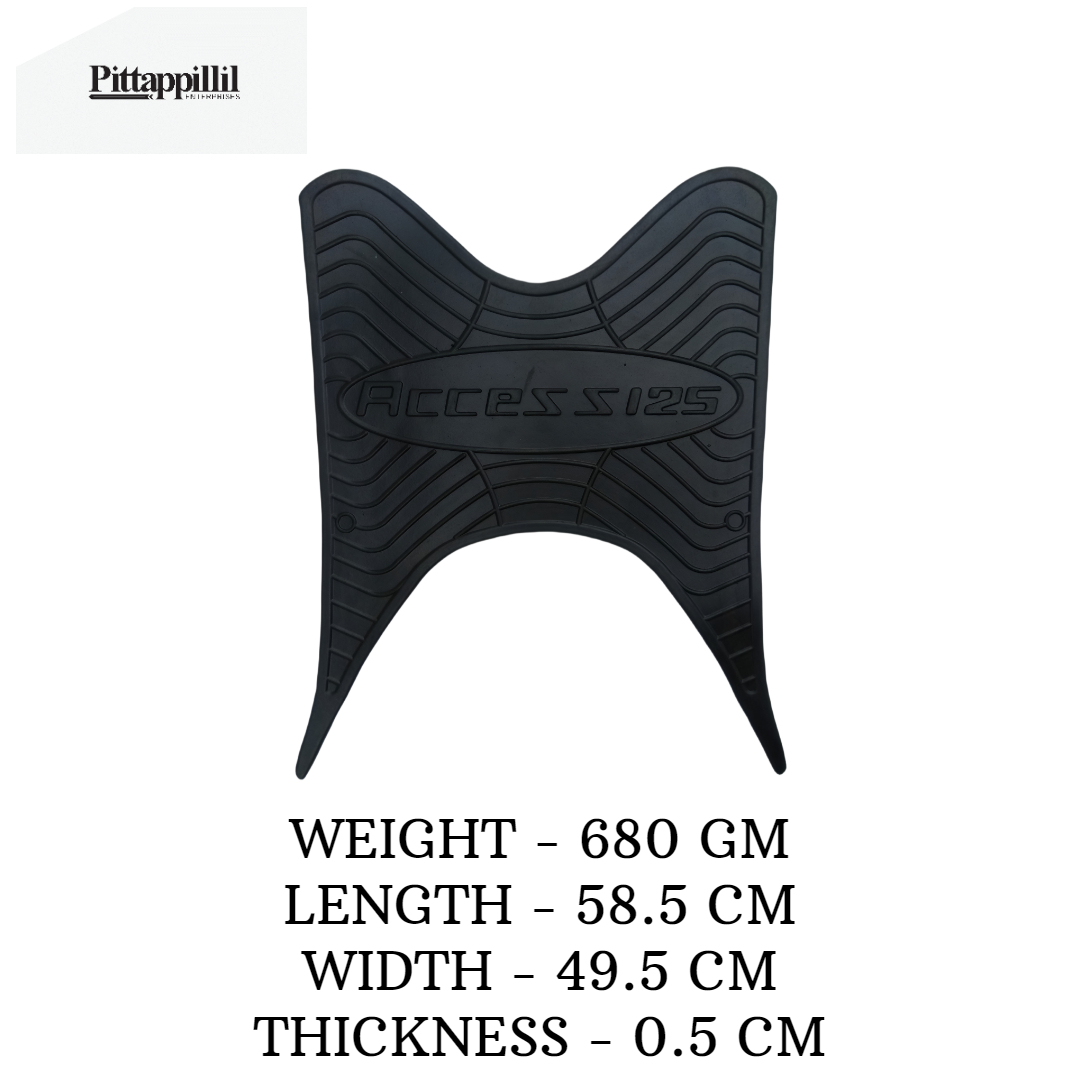 Pittappillil
ENTERPRISES
Access 125
WEIGHT - 680 GM
LENGTH - 58.5 CM
WIDTH - 49.5 CM
THICKNESS - 0.5 CM